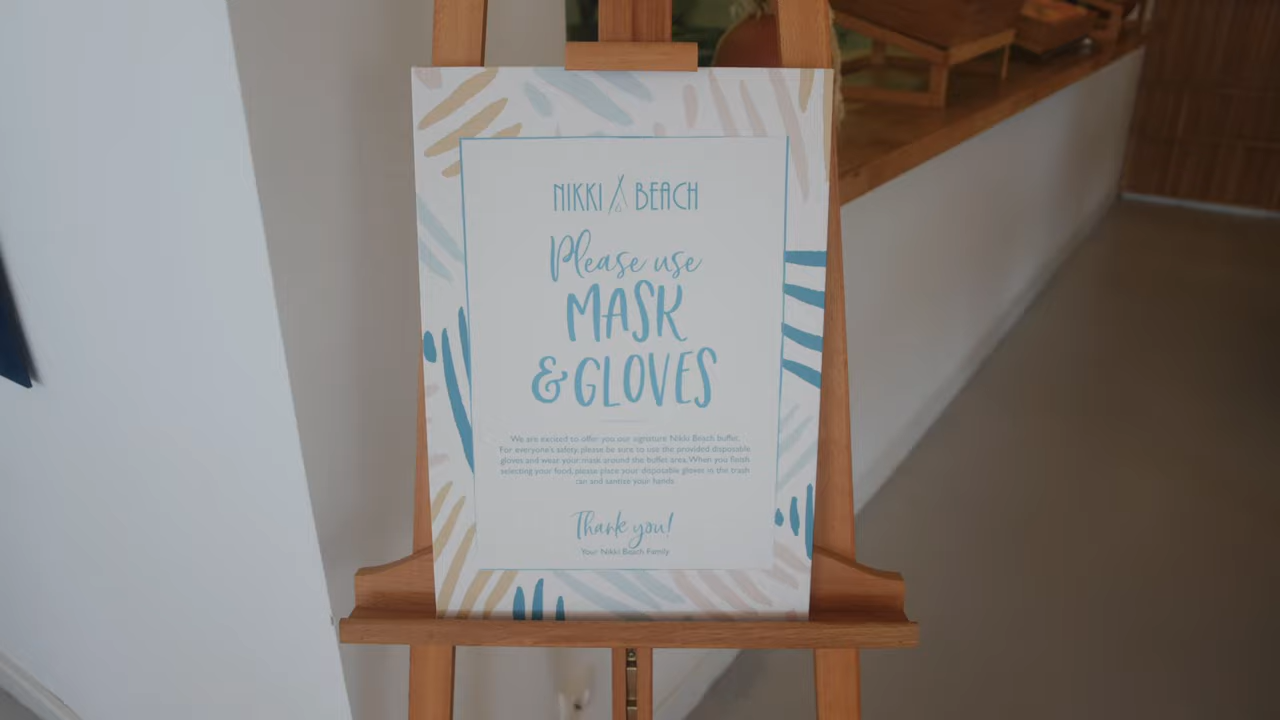 NIKKI BEACH
Please use
MASK
& GLOVES
We are excited to offer you our signature Nikki Beach buffet.
For everyone's safety, please be sure to use the provided disposable
gloves and wear your mask around the buffet area. When you finish
selecting your food, please place your disposable gloves in the trash
can and sanitise your hands.
Thank you!
Your Nikki Beach Family